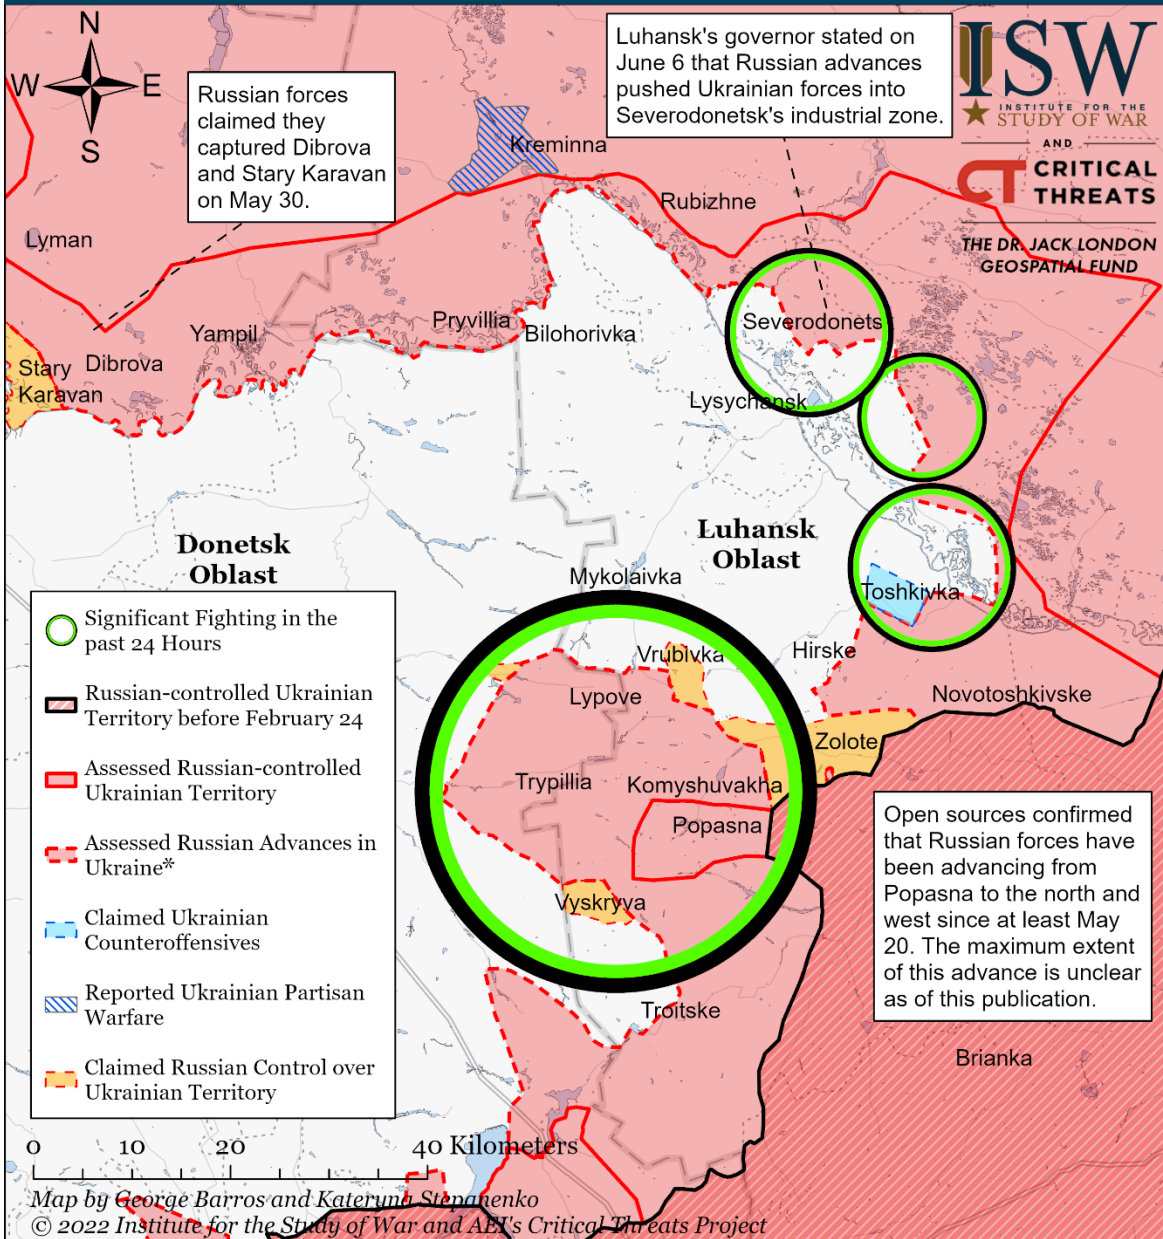 N
W
E
S
Russian forces
claimed they
captured Dibrova
and Stary Karavan
on May 30.
Luhansk's governor stated on
June 6 that Russian advances
pushed Ukrainian forces into
Severodonetsk's industrial zone.
ISW
INSTITUTE FOR THE
STUDY OF WAR
AND
CT CRITICAL
THREATS
THE DR. JACK LONDON
GEOSPATIAL FUND
Kreminna
Rubizhne
Lyman
Yampil
Pryvillia
Bilohorivka
Severodonets
Dibrova
Stary
Karavan
Lysychansk
Donetsk
Oblast
Luhansk
Oblast
Mykolaivka
Toshkivka
Vrubivka
Hirske
Lypove
Novotoshkivske
Zolote
Trypillia
Komyshuvakha
Popasna
Vyskryva
Troitske
Brianka
Significant Fighting in the
past 24 Hours
Russian-controlled Ukrainian
Territory before February 24
Assessed Russian-controlled
Ukrainian Territory
Assessed Russian Advances in
Ukraine*
Claimed Ukrainian
Counteroffensives
Reported Ukrainian Partisan
Warfare
Claimed Russian Control over
Ukrainian Territory
Open sources confirmed
that Russian forces have
been advancing from
Popasna to the north and
west since at least May
20. The maximum extent
of this advance is unclear
as of this publication.
0 10 20 40 Kilometers
Map by George Barros and Kateryna Stepanenko
© 2022 Institute for the Study of War and AEI's Critical Threats Project